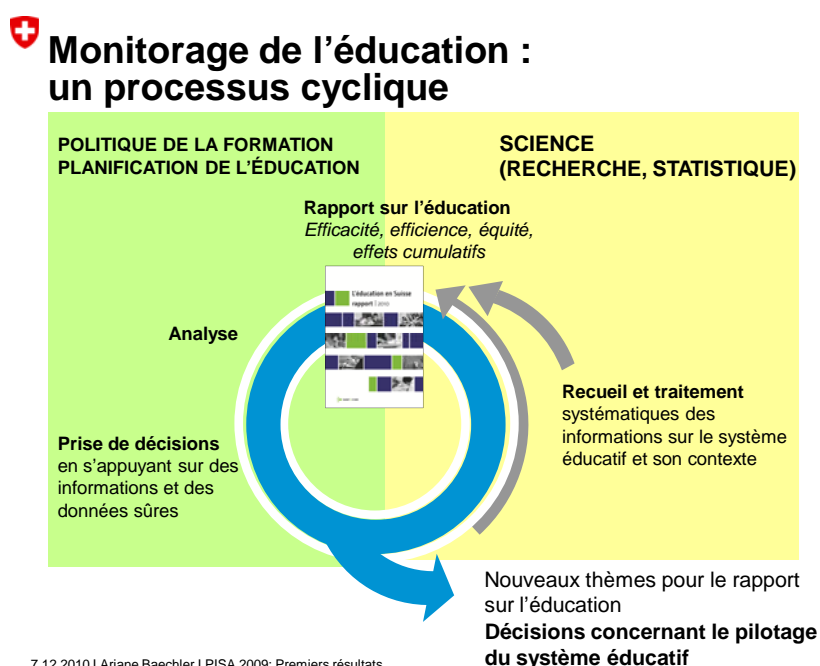 Monitorage de l’éducation :
un processus cyclique
POLITIQUE DE LA FORMATION
PLANIFICATION DE L’ÉDUCATION
SCIENCE
(RECHERCHE, STATISTIQUE)
Rapport sur l’éducation
Efficacité, efficience, équité,
effets cumulatifs
L’éducation en Suisse
rapport | 2010
Analyse
Recueil et traitement
systématiques des
informations sur le système
éducatif et son contexte
Prise de décisions
en s’appuyant sur des
informations et des
données sûres
Nouveaux thèmes pour le rapport
sur l’éducation
Décisions concernant le pilotage
du système éducatif
7.12.2010 I Ariane Baechler I PISA 2009: Premiers résultats